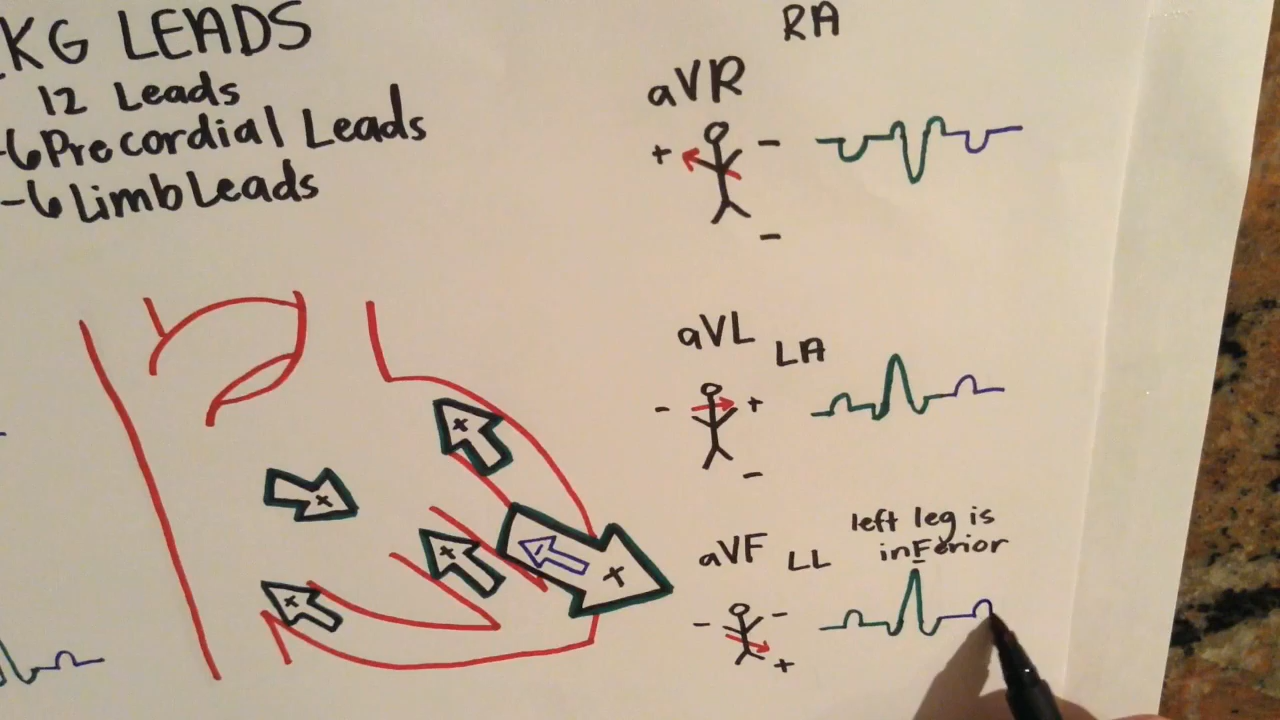 KG LEADS
12 Leads
-6 Precordial Leads
-6 Limb Leads
RA
aVR
+ -
-
aVL
LA
- +
-
left leg is
inFerior
aVF LL
- -
+
x
x
x
x
+